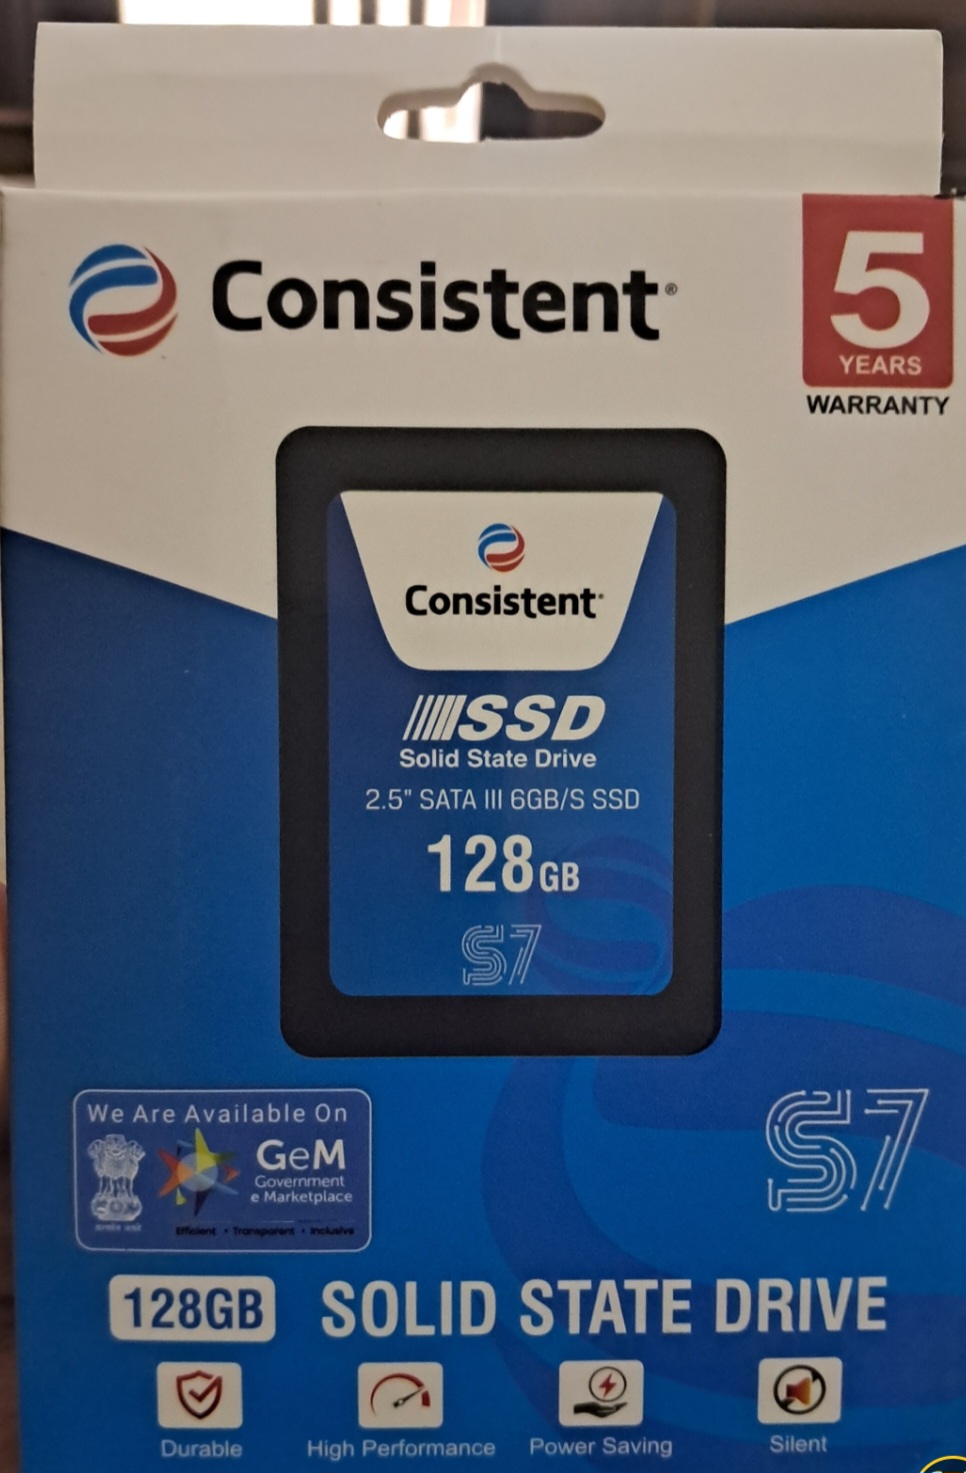 Consistent®
5
YEARS
WARRANTY
Consistent
SSD
Solid State Drive
2.5" SATA III 6GB/S SSD
128GB
S7
We Are Available On
GeM
Government
e Marketplace
Efficient • Transparent • Inclusive
S7
128GB SOLID STATE DRIVE
Durable High Performance Power Saving Silent